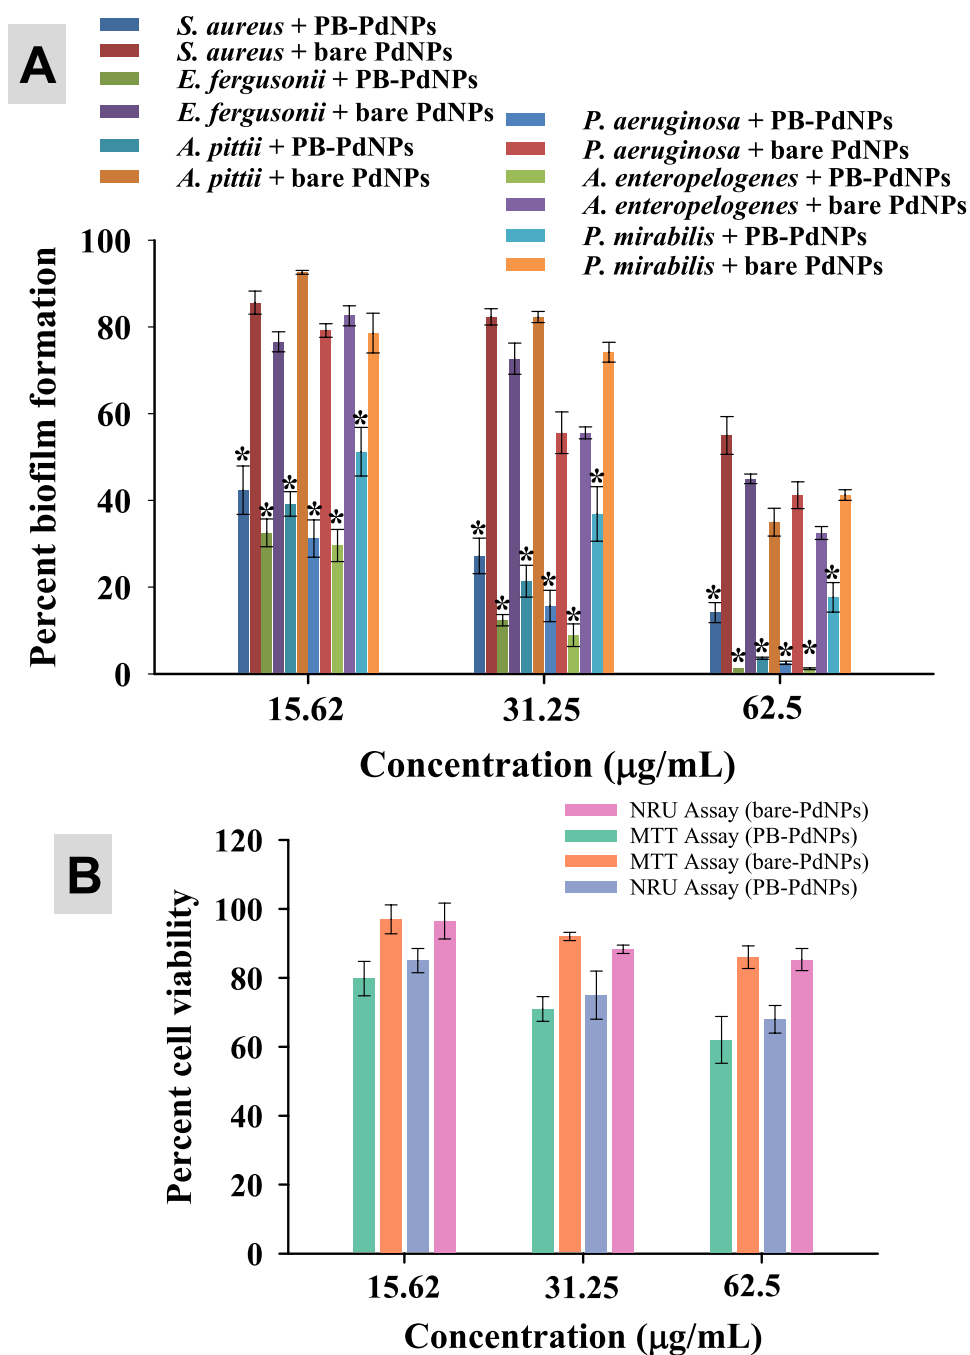 A
S. aureus + PB-PdNPs
S. aureus + bare PdNPs
E. fergusonii + PB-PdNPs
E. fergusonii + bare PdNPs
A. pittii + PB-PdNPs
A. pittii + bare PdNPs
P. aeruginosa + PB-PdNPs
P. aeruginosa + bare PdNPs
A. enteropelogenes + PB-PdNPs
A. enteropelogenes + bare PdNPs
P. mirabilis + PB-PdNPs
P. mirabilis + bare PdNPs
Percent biofilm formation
100
80
60
40
20
0
* * * * * *
* * * * * *
* * * * * *
15.62 31.25 62.5
Concentration (μg/mL)
B
NRU Assay (bare-PdNPs)
MTT Assay (PB-PdNPs)
MTT Assay (bare-PdNPs)
NRU Assay (PB-PdNPs)
Percent cell viability
120
100
80
60
40
20
0
15.62 31.25 62.5
Concentration (μg/mL)